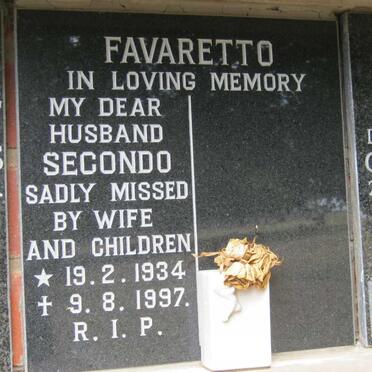 FAVARETTO
IN LOVING MEMORY
MY DEAR
HUSBAND
SECONDO
SADLY MISSED
BY WIFE
AND CHILDREN
★ 19.2.1934
✝ 9.8.1997.
R.I.P.